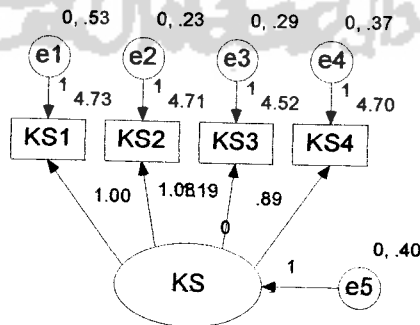 0, .53 0, .23 0, .29 0, .37
e1 e2 e3 e4
1 4.73 1 4.71 1 4.52 1 4.70
KS1 KS2 KS3 KS4
1.00 .89
0
KS
1
0, .40
e5